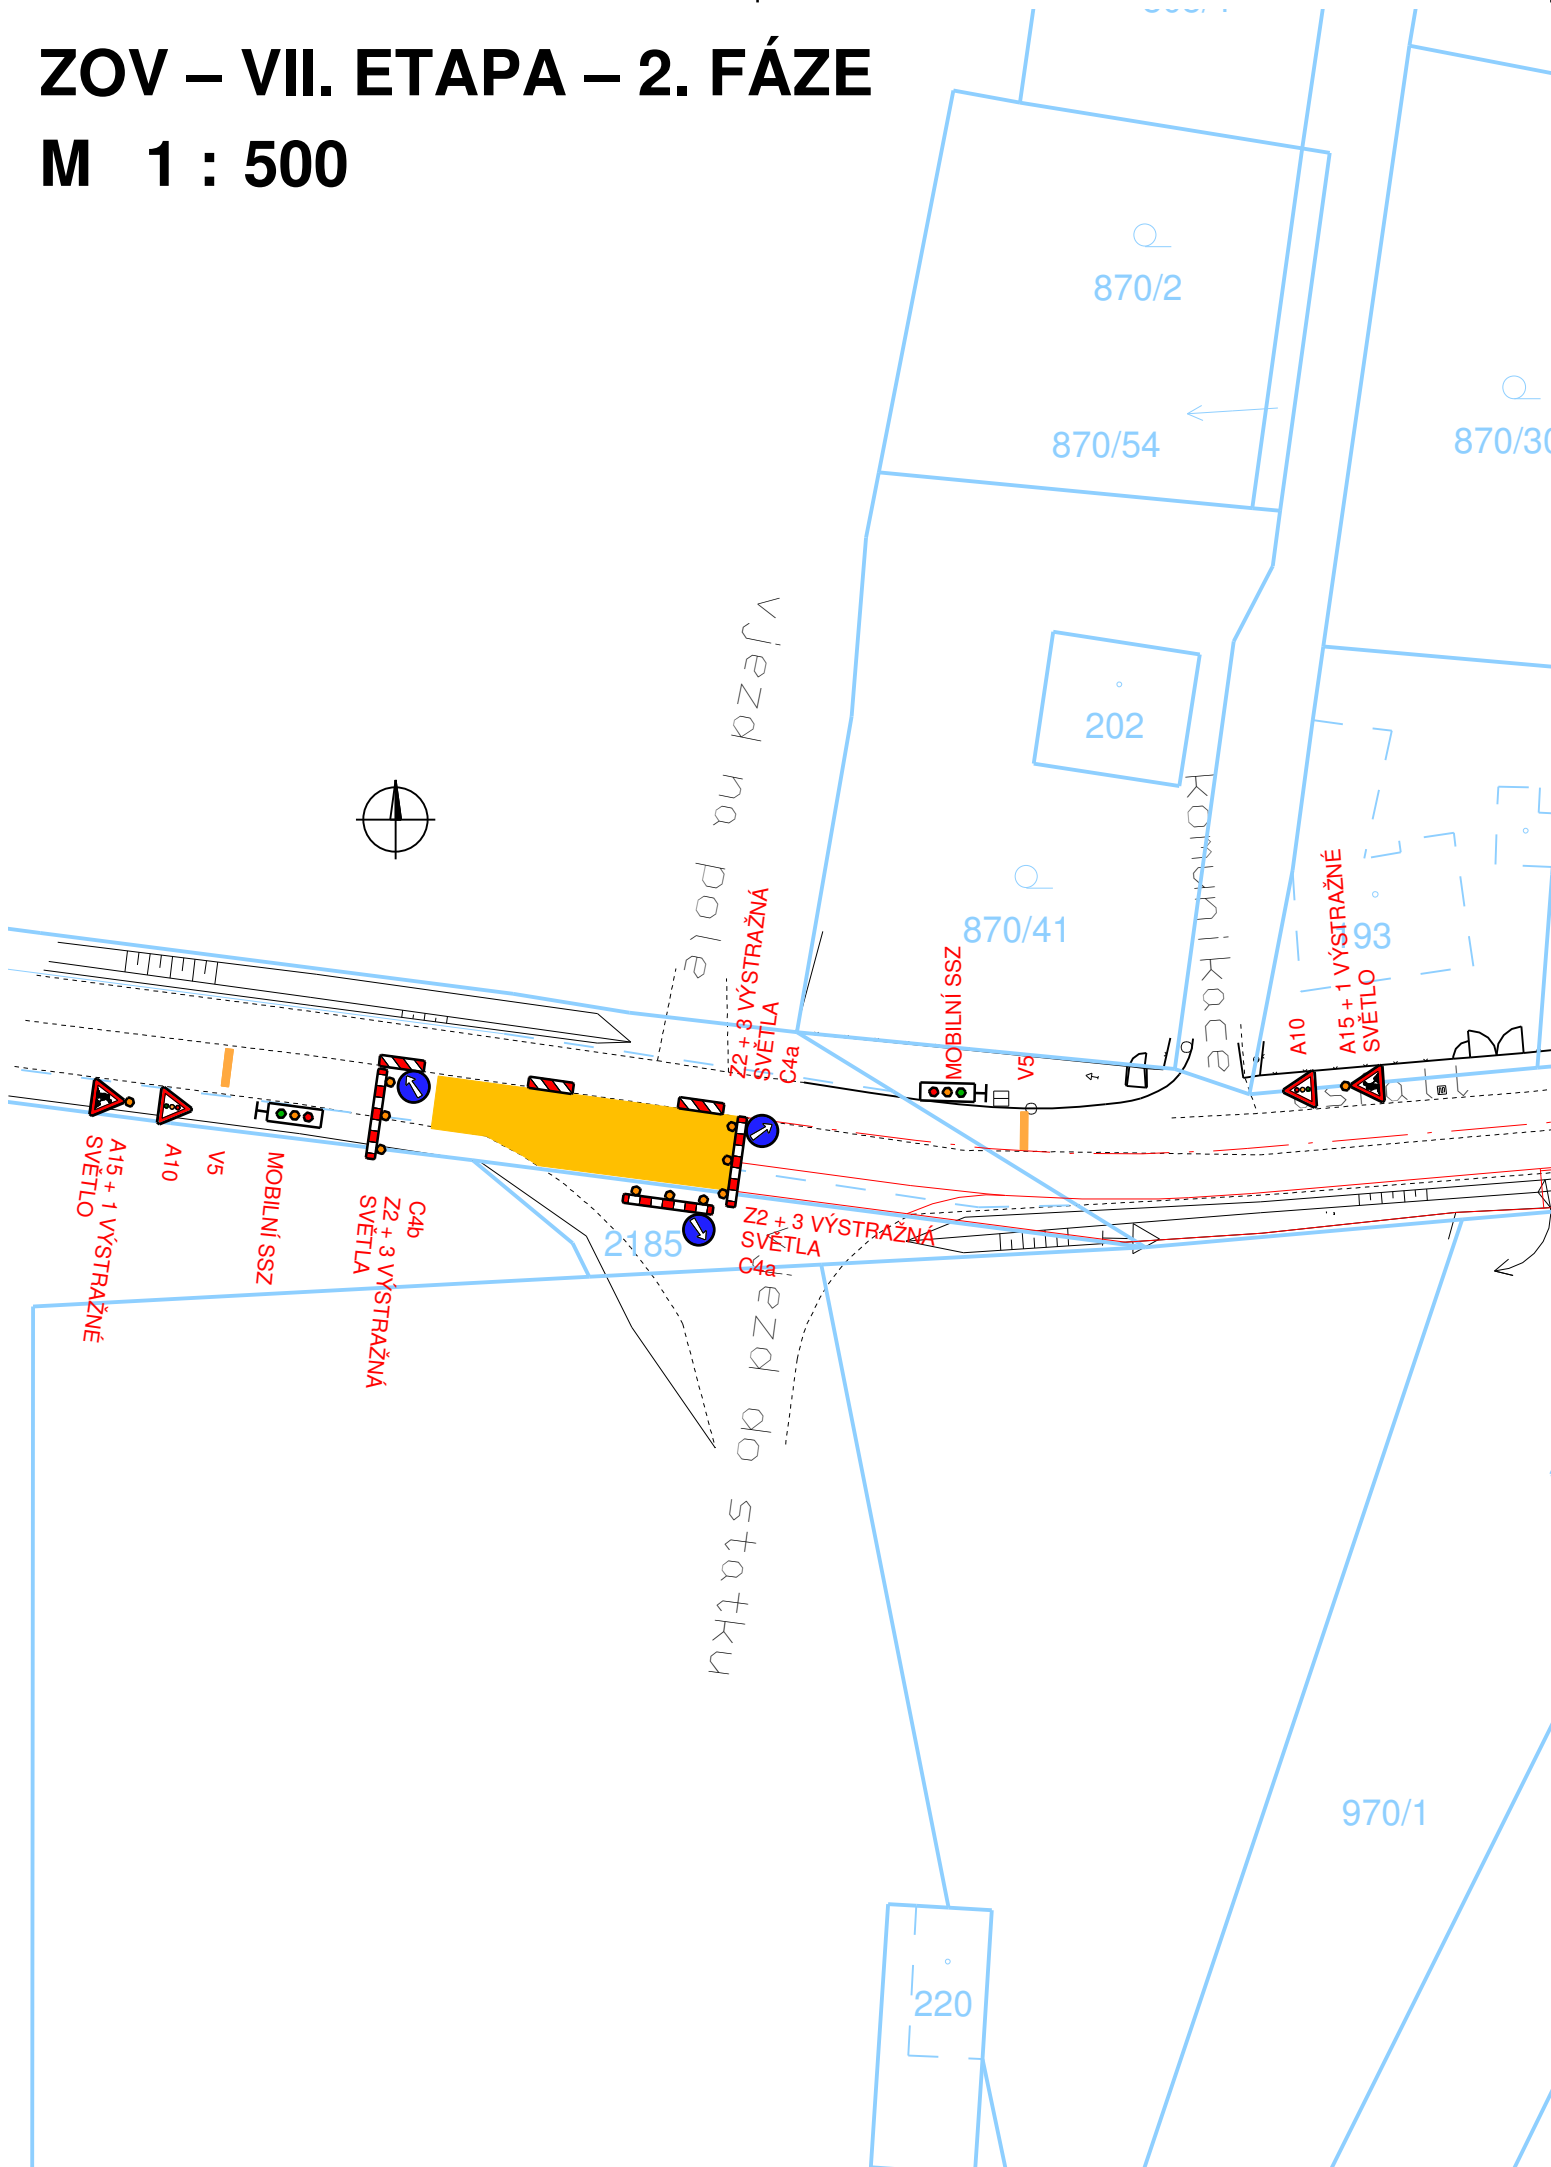 ZOV – VII. ETAPA – 2. FÁZE
M 1 : 500
870/2
870/54
870/30
202
vjezd na pole
komunikace
870/41
93
Z2 + 3 VÝSTRAŽNÁ
SVĚTLA
C4a
MOBILNÍ SSZ
V5
A10
A15 + 1 VÝSTRAŽNÉ
SVĚTLO
asfalt
A15 + 1 VÝSTRAŽNÉ
SVĚTLO
A10
V5
MOBILNÍ SSZ
C4b
Z2 + 3 VÝSTRAŽNÁ
SVĚTLA
2185
Z2 + 3 VÝSTRAŽNÁ
SVĚTLA
C4a
vjezd do statku
970/1
220